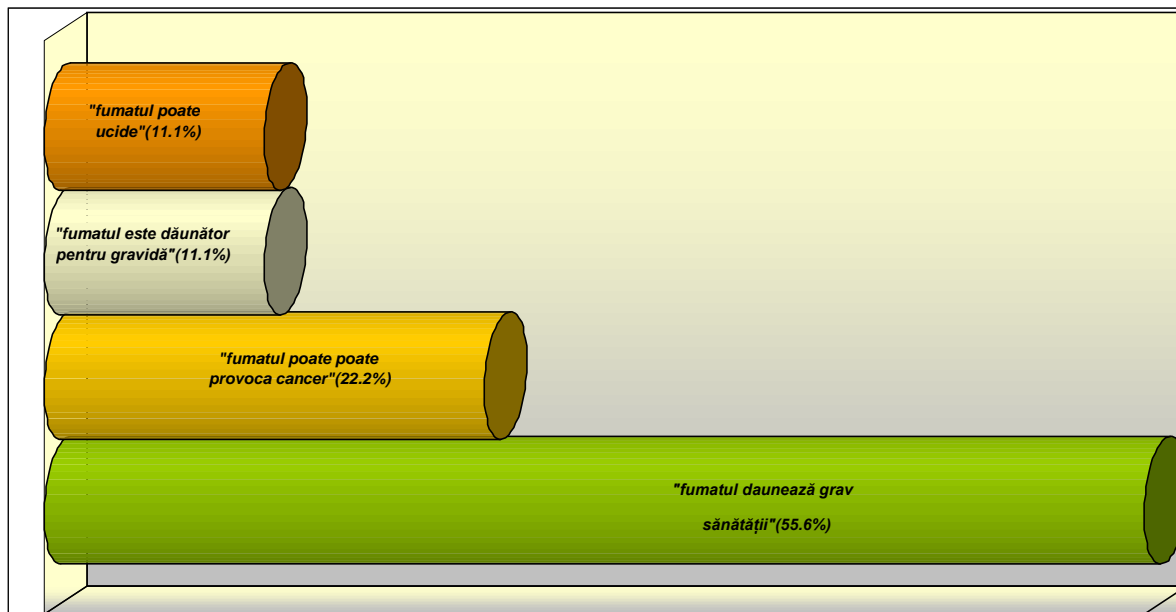 "fumatul poate
ucide"(11.1%)
"fumatul este dăunător
pentru gravidă"(11.1%)
"fumatul poate poate
provoca cancer"(22.2%)
"fumatul daunează grav
sănătății"(55.6%)